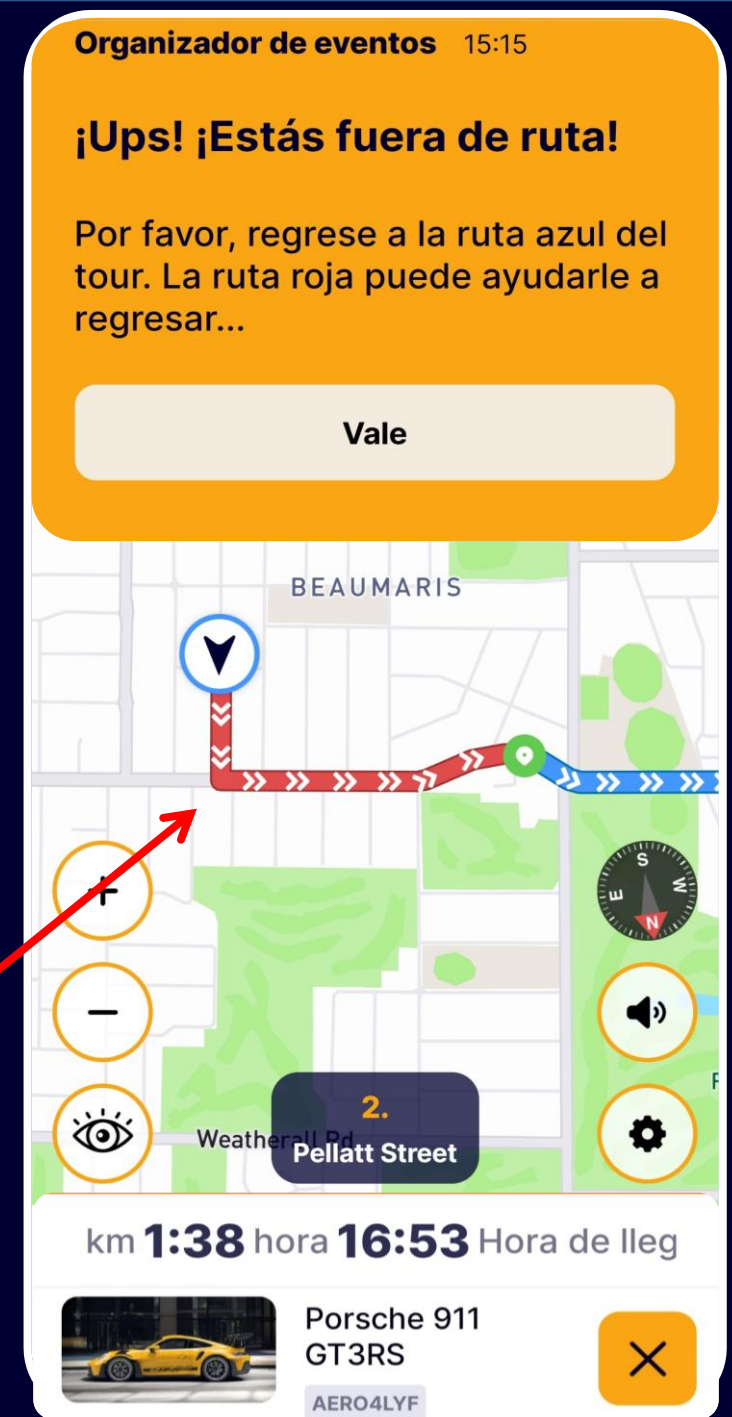 Organizador de eventos 15:15
¡Ups! ¡Estás fuera de ruta!
Por favor, regrese a la ruta azul del
tour. La ruta roja puede ayudarle a
regresar...
Vale
BEAUMARIS
S
E W
N
2.
Weatherall Rd
Pellatt Street
km 1:38 hora 16:53 Hora de lleg
Porsche 911
GT3RS
AERO4LYF